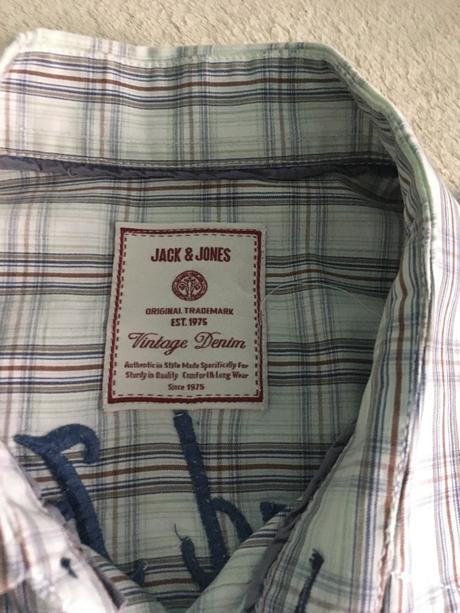 JACK & JONES
ORIGINAL TRADEMARK
EST. 1975
Vintage Denim
Authentic in Style Made Specifically For
Sturdy in Quality Comfort & Long Wear
Since 1975